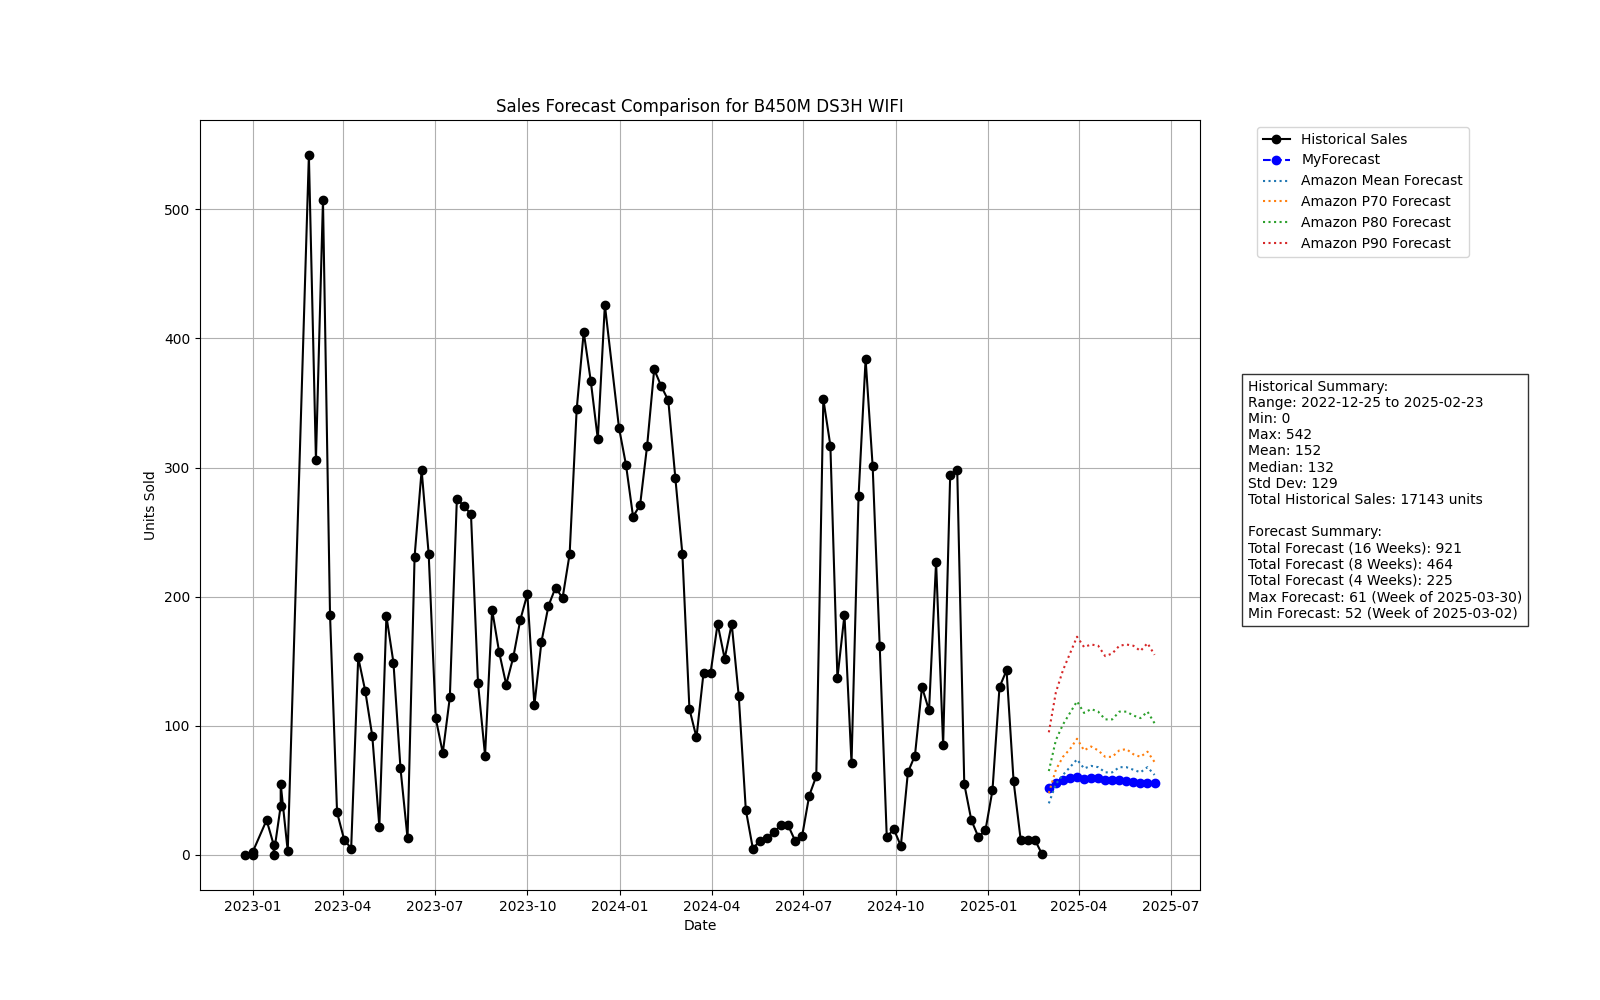 Sales Forecast Comparison for B450M DS3H WIFI
Historical Sales
MyForecast
Amazon Mean Forecast
Amazon P70 Forecast
Amazon P80 Forecast
Amazon P90 Forecast
500
400
300
200
100
0
Units Sold
2023-01
2023-04
2023-07
2023-10
2024-01
2024-04
2024-07
2024-10
2025-01
2025-04
2025-07
Date
Historical Summary:
Range: 2022-12-25 to 2025-02-23
Min: 0
Max: 542
Mean: 152
Median: 132
Std Dev: 129
Total Historical Sales: 17143 units
Forecast Summary:
Total Forecast (16 Weeks): 921
Total Forecast (8 Weeks): 464
Total Forecast (4 Weeks): 225
Max Forecast: 61 (Week of 2025-03-30)
Min Forecast: 52 (Week of 2025-03-02)